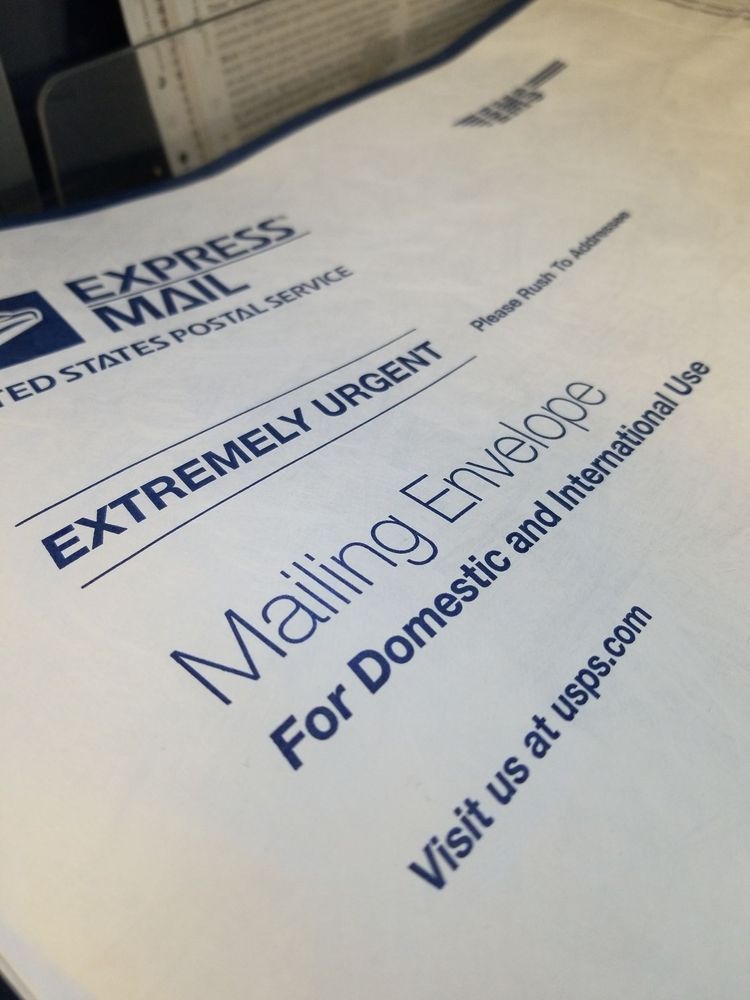 EMS
EXPRESS
MAIL
TED STATES POSTAL SERVICE
Please Rush To Addressee
EXTREMELY URGENT
Mailing Envelope
For Domestic and International Use
Visit us at usps.com